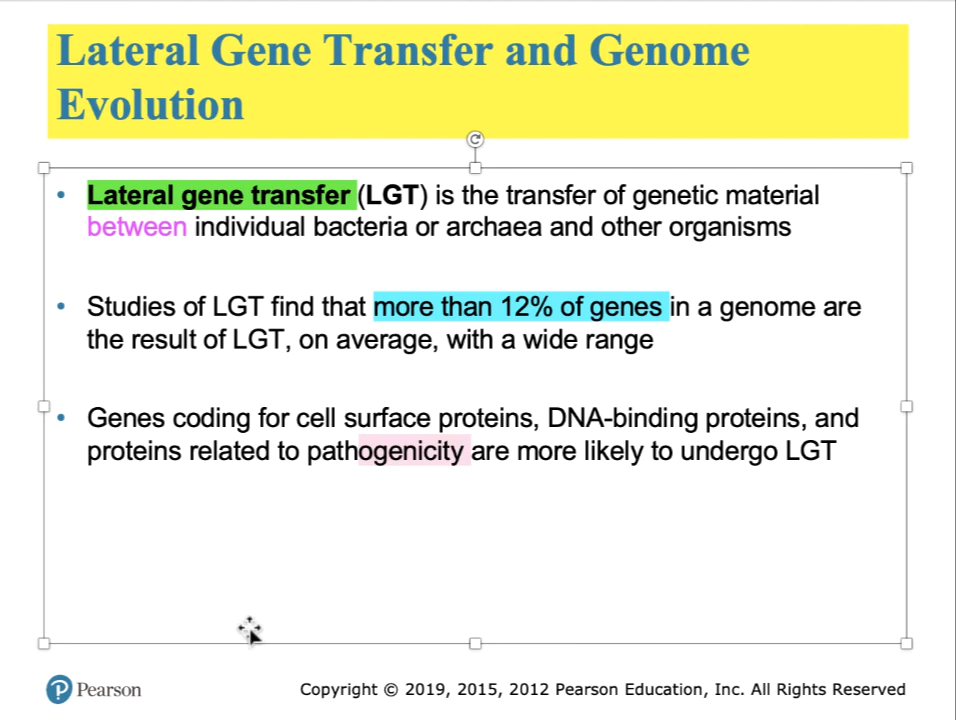 Lateral Gene Transfer and Genome
Evolution
• Lateral gene transfer (LGT) is the transfer of genetic material
between individual bacteria or archaea and other organisms
• Studies of LGT find that more than 12% of genes in a genome are
the result of LGT, on average, with a wide range
• Genes coding for cell surface proteins, DNA-binding proteins, and
proteins related to pathogenicity are more likely to undergo LGT
P Pearson
Copyright © 2019, 2015, 2012 Pearson Education, Inc. All Rights Reserved